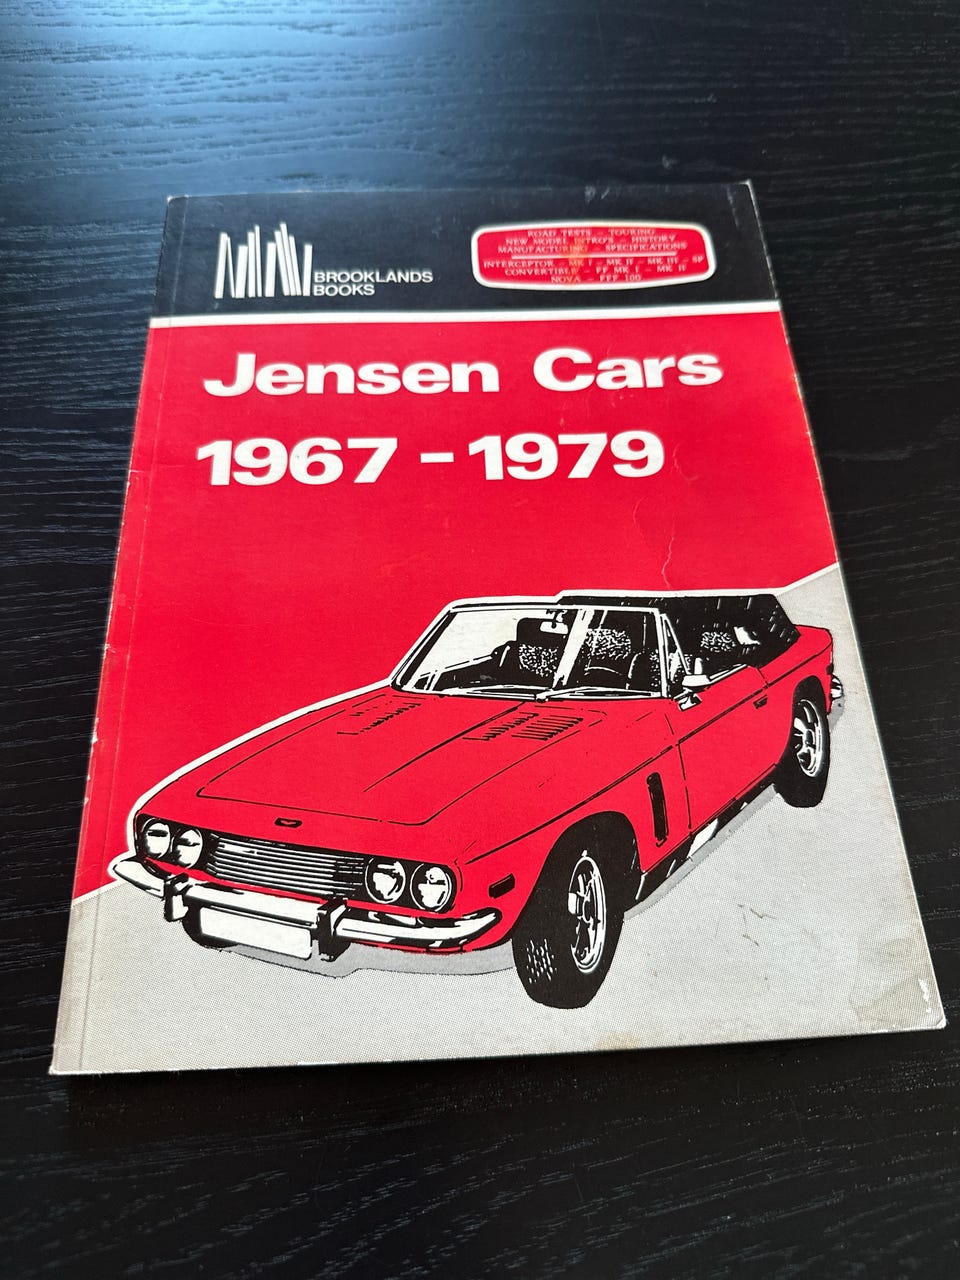 BROOKLANDS
BOOKS
ROAD TESTS - TOURING
NEW MODEL INTRO'S - HISTORY
MANUFACTURING - SPECIFICATIONS
INTERCEPTOR - MK I - MK II - MK III - SP
CONVERTIBLE - FF MK I - MK II
NOVA - FFF 100
Jensen Cars
1967 - 1979